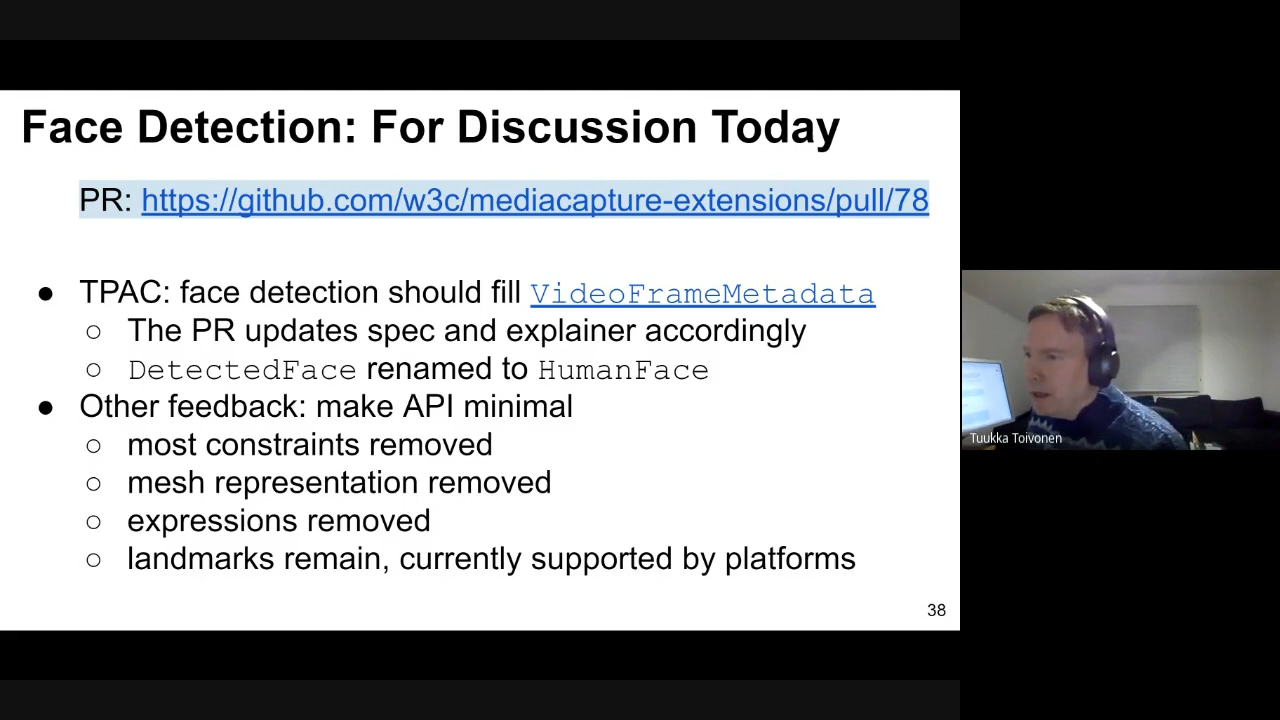 Face Detection: For Discussion Today
PR: https://github.com/w3c/mediacapture-extensions/pull/78
● TPAC: face detection should fill VideoFrameMetadata
○ The PR updates spec and explainer accordingly
○ DetectedFace renamed to HumanFace
● Other feedback: make API minimal
○ most constraints removed
○ mesh representation removed
○ expressions removed
○ landmarks remain, currently supported by platforms
38
Tuukka Toivonen